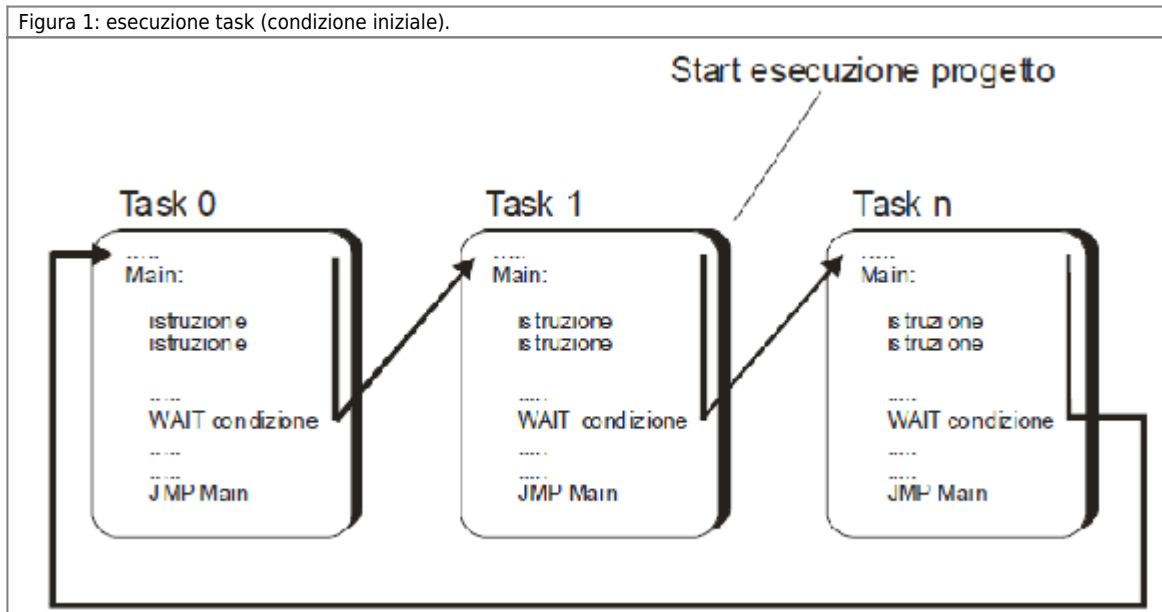 Figura 1: esecuzione task (condizione iniziale).
Start esecuzione progetto
Task 0
Task 1
Task n
......
Main:
istruzione
istruzione
......
WAIT condizione
......
......
JMP Main
......
Main:
istruzione
istruzione
......
WAIT condizione
......
......
JMP Main
......
Main:
istruzione
istruzione
......
WAIT condizione
......
......
JMP Main